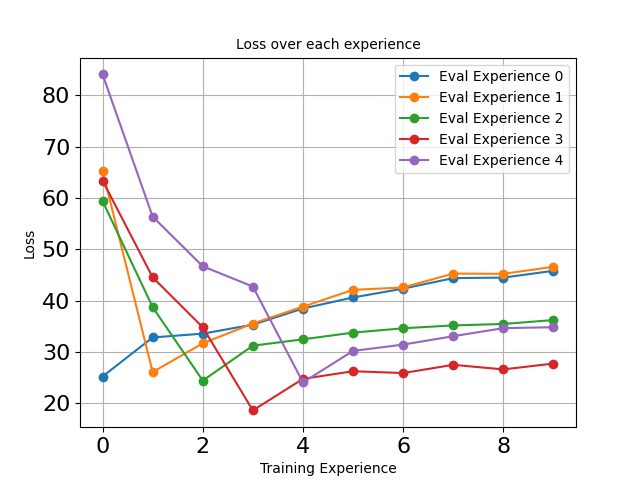 Loss over each experience
Eval Experience 0
Eval Experience 1
Eval Experience 2
Eval Experience 3
Eval Experience 4
80
70
60
50
40
30
20
Loss
0 2 4 6 8
Training Experience